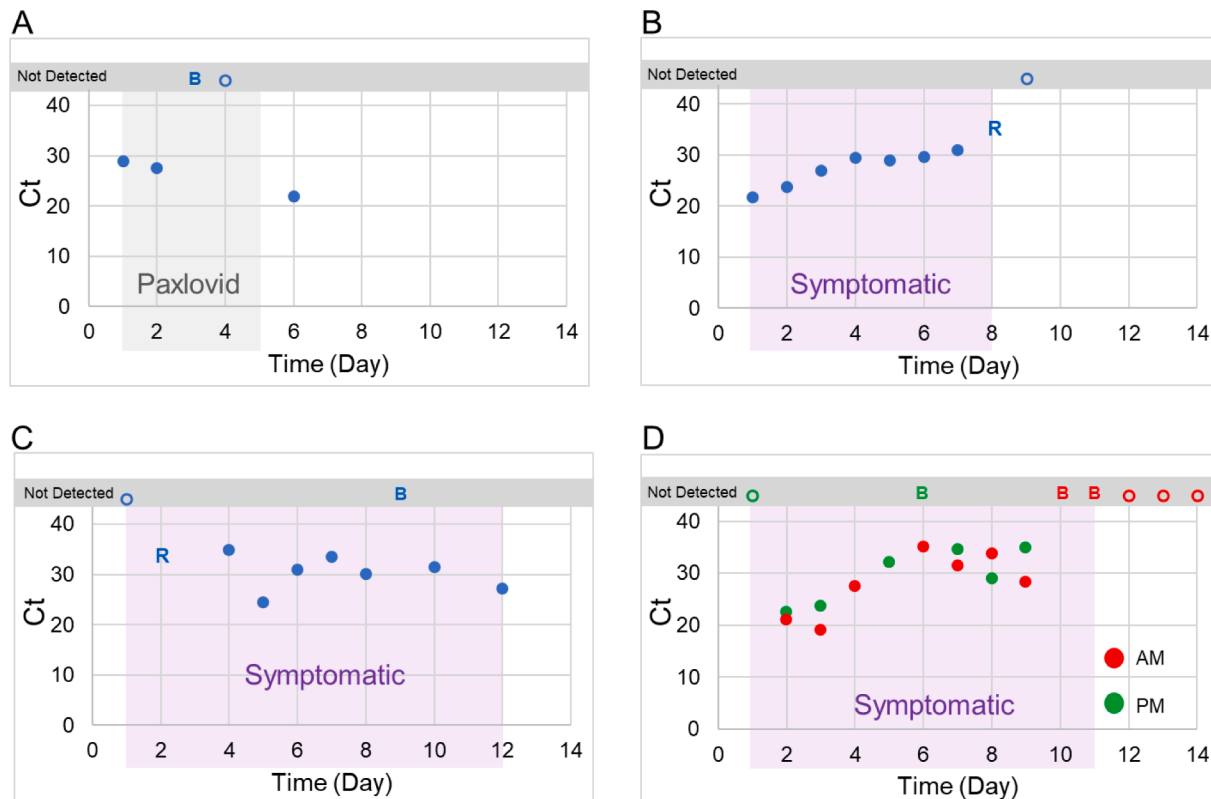 A
Not Detected B
40
30
20
10
0
Ct
Paxlovid
0 2 4 6 8 10 12 14
Time (Day)
B
Not Detected
40
30
20
10
0
Ct
R
Symptomatic
0 2 4 6 8 10 12 14
Time (Day)
C
Not Detected B
40
30
20
10
0
Ct
R
Symptomatic
0 2 4 6 8 10 12 14
Time (Day)
D
Not Detected B B B
40
30
20
10
0
Ct
AM
PM
Symptomatic
0 2 4 6 8 10 12 14
Time (Day)